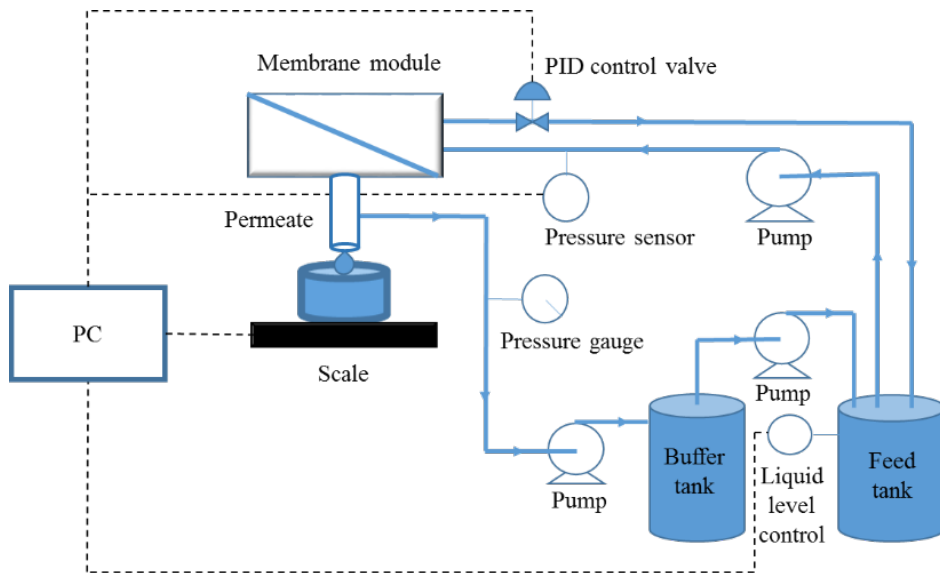 Membrane module
PID control valve
Permeate
Pressure sensor
Pump
PC
Scale
Pressure gauge
Pump
Pump
Buffer
tank
Liquid
level
control
Feed
tank